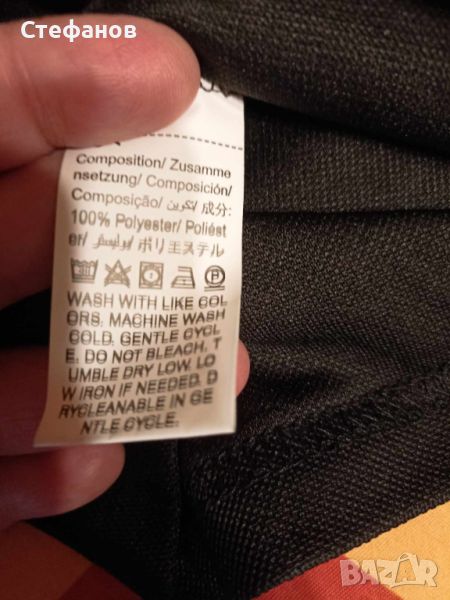 Стефанов
Composition/ Zusamme
nsetzung/ Composición/
Composição/ تكوين/ 成分:
100% Polyester/ Poliést
er/ بوليستر/ ポリエステル
WASH WITH LIKE COL
ORS. MACHINE WASH
COLD. GENTLE CYCL
E. DO NOT BLEACH. T
UMBLE DRY LOW. LO
W IRON IF NEEDED. D
RYCLEANABLE IN GE
NTLE CYCLE.
BAZAR